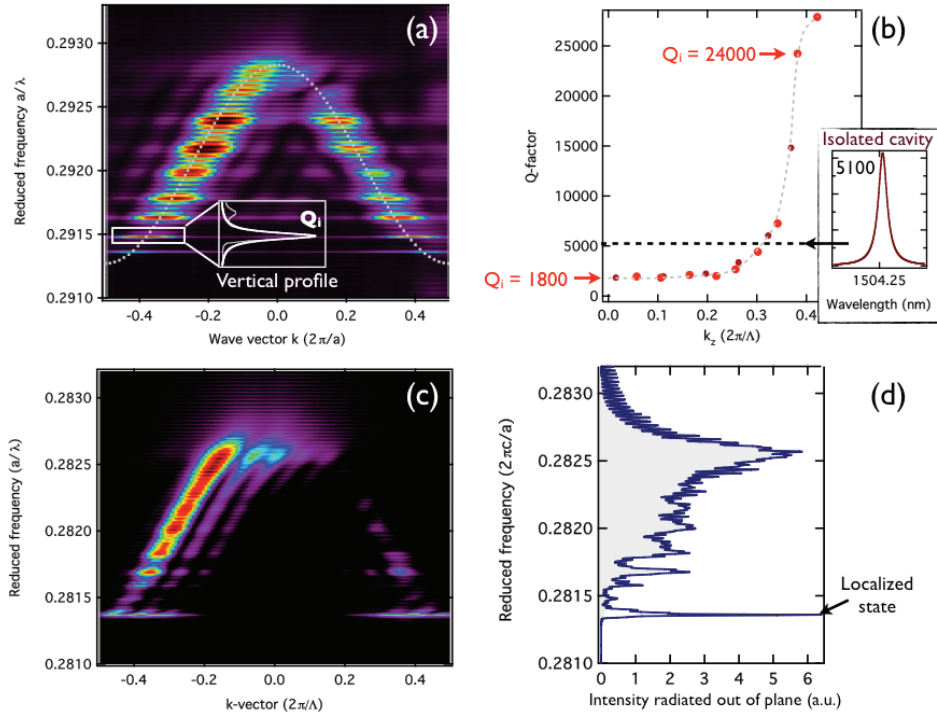 (a)
Reduced frequency a/λ
0.2930
0.2925
0.2920
0.2915
0.2910
Qi
Vertical profile
-0.4
-0.2
0.0
0.2
0.4
Wave vector k (2π/a)
(b)
Q-factor
25000
20000
15000
10000
5000
0
Qi = 24000
Qi = 1800
0.0
0.1
0.2
0.3
0.4
0.5
kz (2π/Λ)
Isolated cavity
5100
1504.25
Wavelength (nm)
(c)
Reduced frequency (a/λ)
0.2830
0.2825
0.2820
0.2815
0.2810
-0.4
-0.2
0.0
0.2
0.4
k-vector (2π/Λ)
(d)
Reduced frequency (2πc/a)
0.2830
0.2825
0.2820
0.2815
0.2810
Localized
state
0
1
2
3
4
5
6
Intensity radiated out of plane (a.u.)